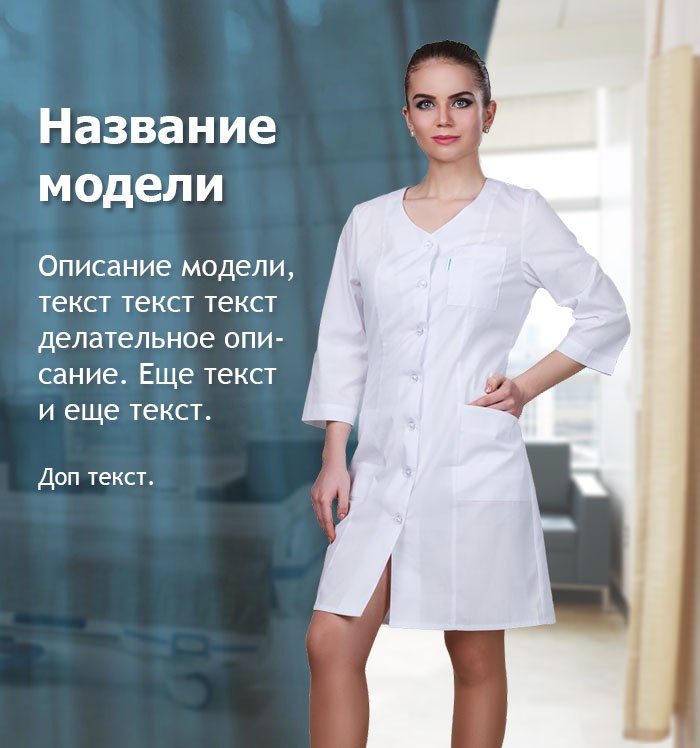 Название
модели
Описание модели,
текст текст текст
делательное опи-
сание. Еще текст
и еще текст.
Доп текст.